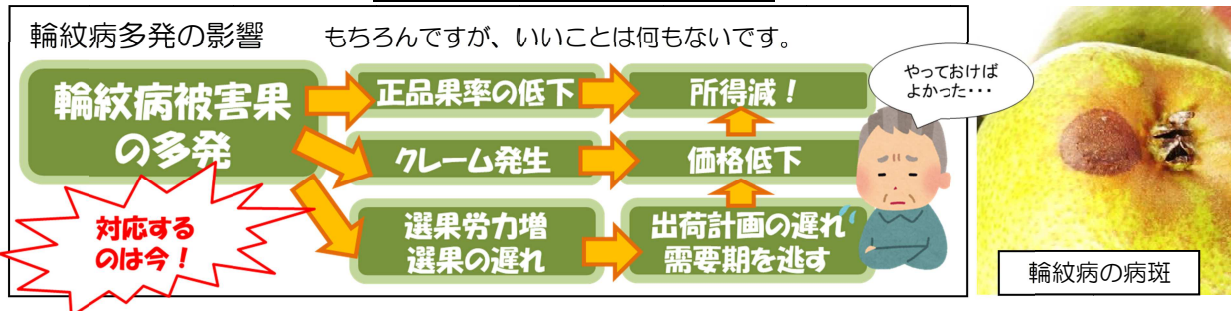 輪紋病多発の影響 もちろんですが、いいことは何もないです。
輪紋病被害果
の多発
正品果率の低下
所得減！
やっておけば
よかった・・・
クレーム発生
価格低下
対応する
のは今！
選果労力増
選果の遅れ
出荷計画の遅れ
需要期を逃す
輪紋病の病斑